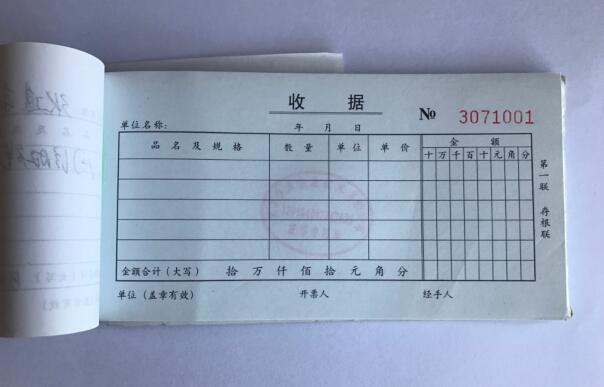 收 据
№ 3071001
单位名称： 年 月 日
品名及规格 数量 单位 单价 金额
十万千百十元角分
金额合计（大写） 拾 万 仟 佰 拾 元 角 分
单位（盖章有效） 开票人 经手人
第一联 存根联